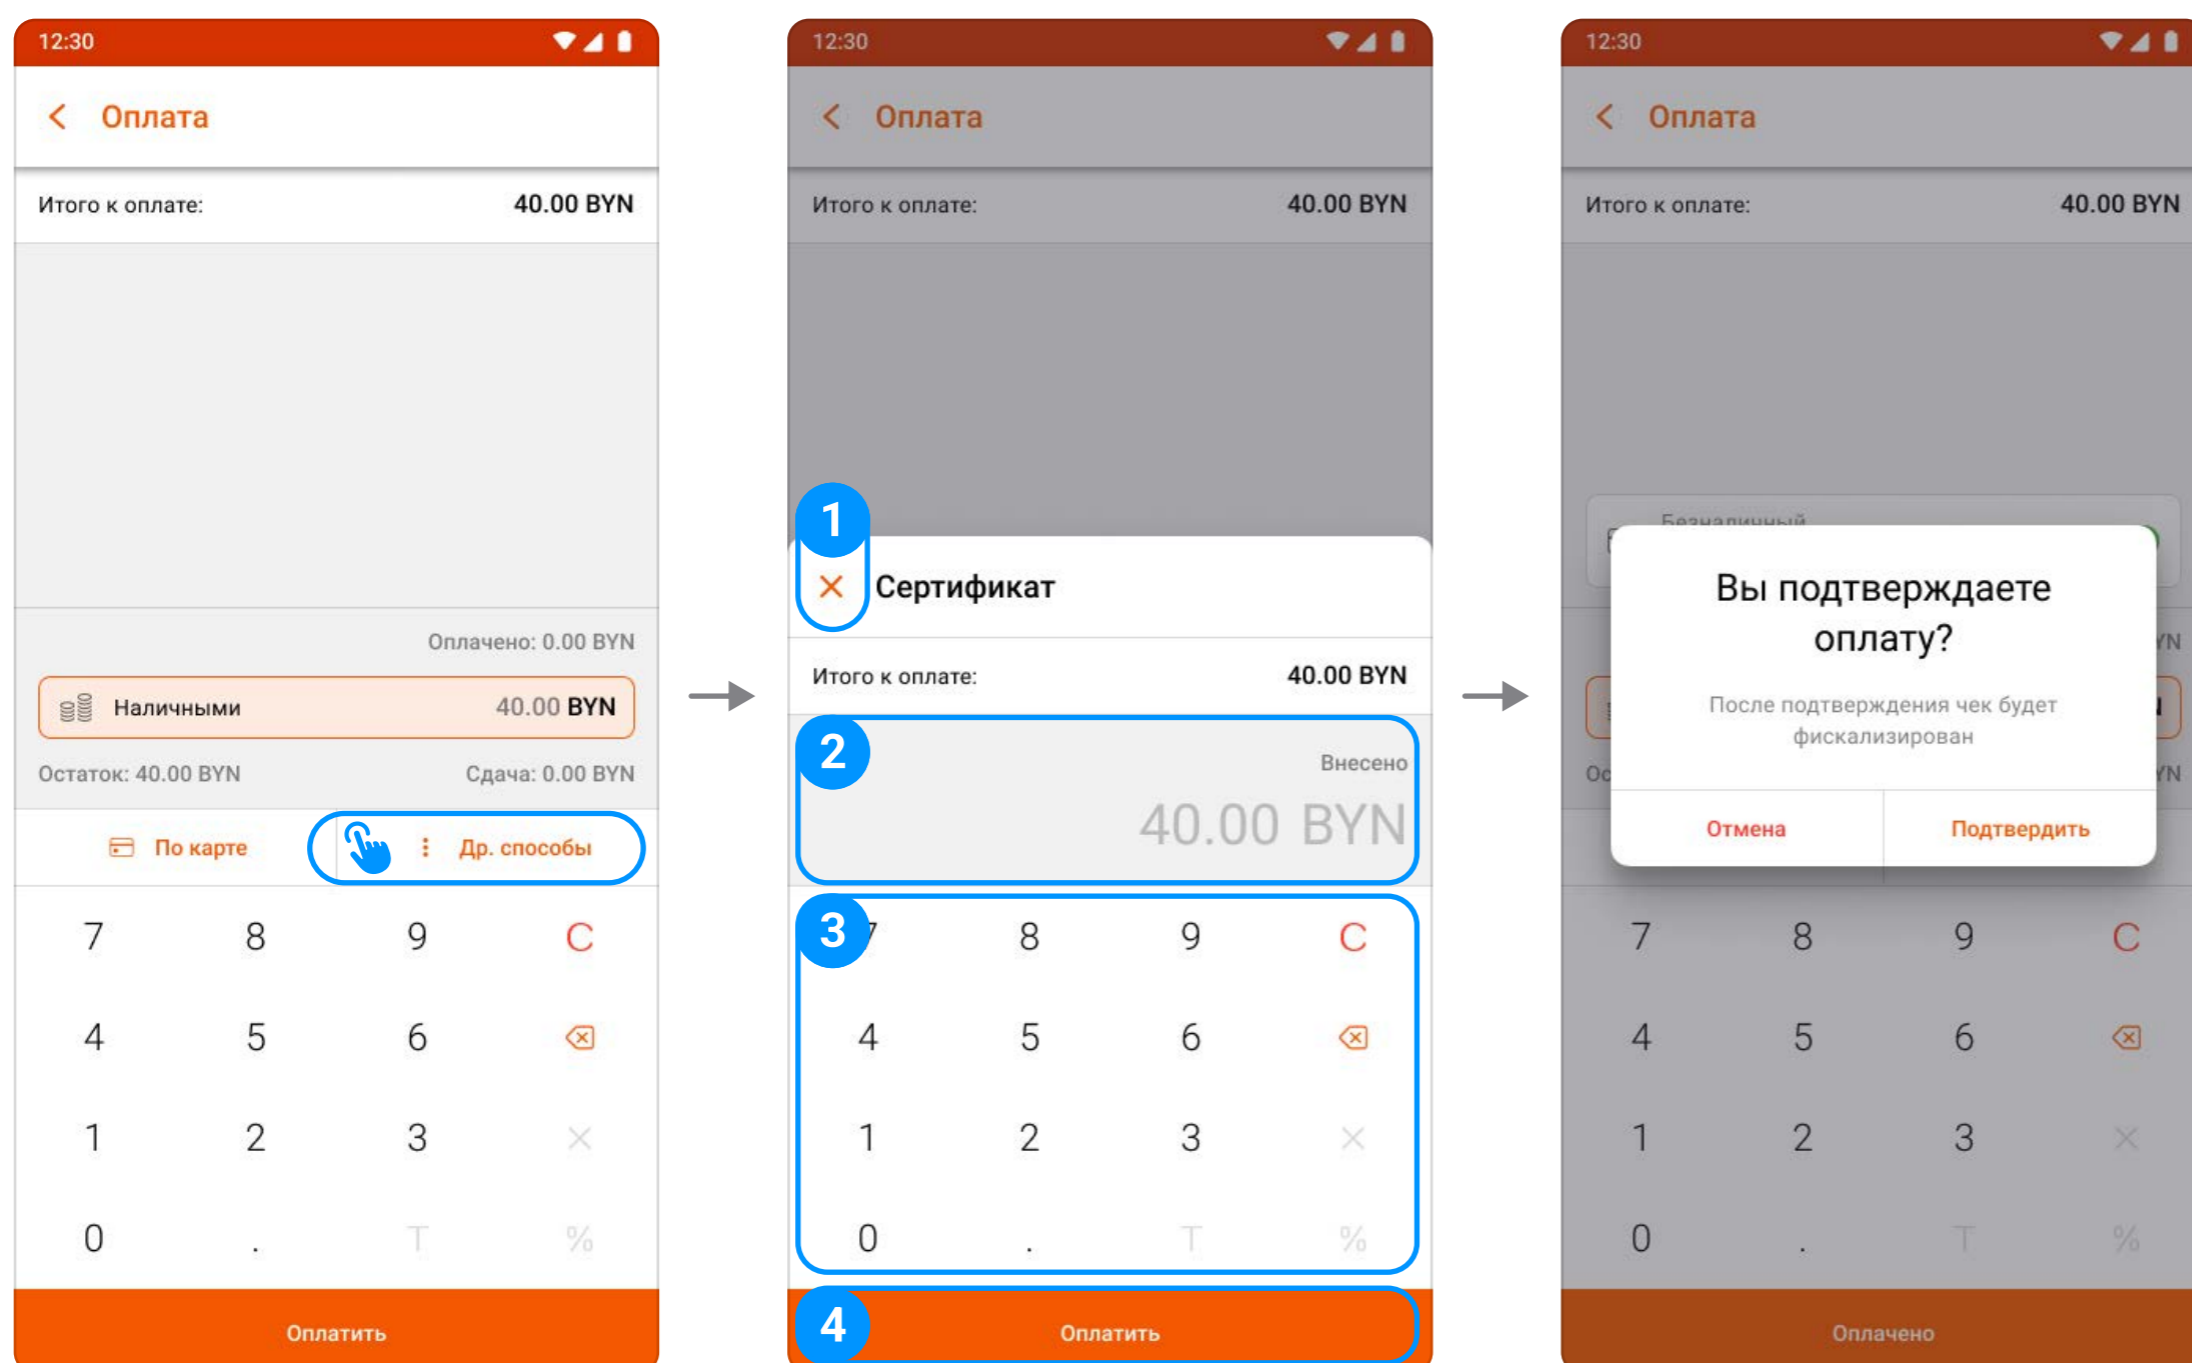 12:30
Оплата
Итого к оплате: 40.00 BYN
Оплачено: 0.00 BYN
Наличными 40.00 BYN
Остаток: 40.00 BYN Сдача: 0.00 BYN
По карте Др. способы
7 8 9 C
4 5 6
1 2 3 ×
0 . T %
Оплатить
12:30
Оплата
Итого к оплате: 40.00 BYN
1
Сертификат
Итого к оплате: 40.00 BYN
2
Внесено
40.00 BYN
3
7 8 9 C
4 5 6
1 2 3 ×
0 . T %
4 Оплатить
12:30
Оплата
Итого к оплате: 40.00 BYN
Безналичный
Вы подтверждаете
оплату?
После подтверждения чек будет
фискализирован
Отмена Подтвердить
7 8 9 C
4 5 6
1 2 3 ×
0 . T %
Оплачено